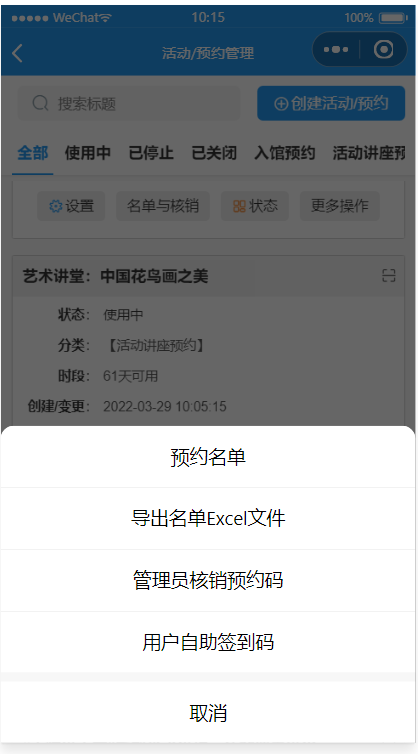 WeChat 10:15 100%
活动/预约管理
搜索标题 创建活动/预约
全部 使用中 已停止 已关闭 入馆预约 活动讲座预
设置 名单与核销 状态 更多操作
艺术讲堂：中国花鸟画之美
状态： 使用中
分类： 【活动讲座预约】
时段： 61天可用
创建/变更： 2022-03-29 10:05:15
预约名单
导出名单Excel文件
管理员核销预约码
用户自助签到码
取消